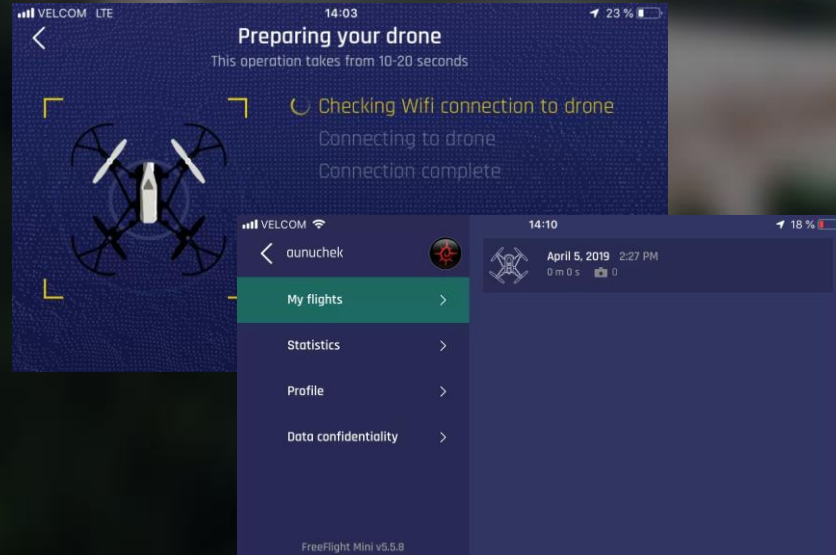 VELCOM LTE 14:03 23 %
Preparing your drone
This operation takes from 10-20 seconds
Checking Wifi connection to drone
Connecting to drone
Connection complete
VELCOM 14:10 18 %
aunuchek
My flights
Statistics
Profile
Data confidentiality
FreeFlight Mini v5.5.8
April 5, 2019 2:27 PM
0 m 0 s 0